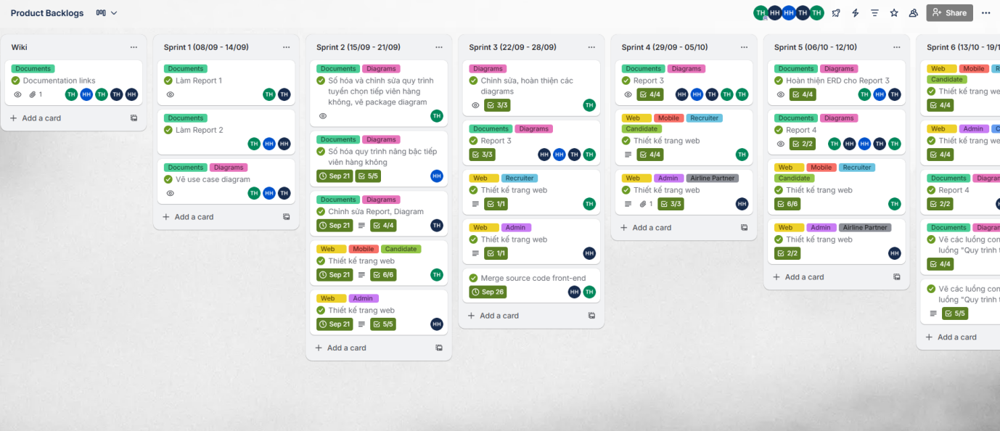 Product Backlogs
TH HH HH TH TH
Share
Wiki
Documents
Documentation links
1
TH HH TH TH HH
Add a card
Sprint 1 (08/09 - 14/09)
Documents
Làm Report 1
TH TH
Documents
Làm Report 2
TH HH HH
Documents Diagrams
Vẽ use case diagram
TH HH TH
Add a card
Sprint 2 (15/09 - 21/09)
Documents Diagrams
Số hóa và chỉnh sửa quy trình
tuyển chọn tiếp viên hàng
không, vẽ package diagram
TH
Documents Diagrams
Số hóa quy trình nâng bậc tiếp
viên hàng không
Sep 21 5/5
HH
Documents Diagrams
Chỉnh sửa Report, Diagram
Sep 21 4/4
TH
Web Mobile Candidate
Thiết kế trang web
Sep 21 6/6
TH
Web Admin
Thiết kế trang web
Sep 21 5/5
HH
Add a card
Sprint 3 (22/09 - 28/09)
Diagrams
Chỉnh sửa, hoàn thiện các
diagrams
3/3
TH
Documents Diagrams
Report 3
3/3
HH HH TH TH
Web Recruiter
Thiết kế trang web
1/1
TH
Web Admin
Thiết kế trang web
1/1
HH
Merge source code front-end
Sep 26
HH TH
Add a card
Sprint 4 (29/09 - 05/10)
Documents Diagrams
Report 3
4/4
HH HH TH TH TH
Web Mobile Recruiter
Candidate
Thiết kế trang web
4/4
TH
Web Admin Airline Partner
Thiết kế trang web
1 3/3
HH
Add a card
Sprint 5 (06/10 - 12/10)
Documents Diagrams
Hoàn thiện ERD cho Report 3
4/4
TH HH TH
Documents Diagrams
Report 4
2/2
TH HH HH TH TH
Web Mobile Recruiter
Candidate
Thiết kế trang web
6/6
TH
Web Admin Airline Partner
Thiết kế trang web
2/2
HH
Add a card
Sprint 6 (13/10 - 19/1
Web Mobile R
Candidate
Thiết kế trang we
4/4
Web Admin C
Thiết kế trang we
4/4
Documents Diagran
Report 4
2/2
Documents Diagran
Vẽ các luồng con
luồng "Quy trình t
4/4
Vẽ các luồng con
luồng "Quy trình t
5/5
Add a card